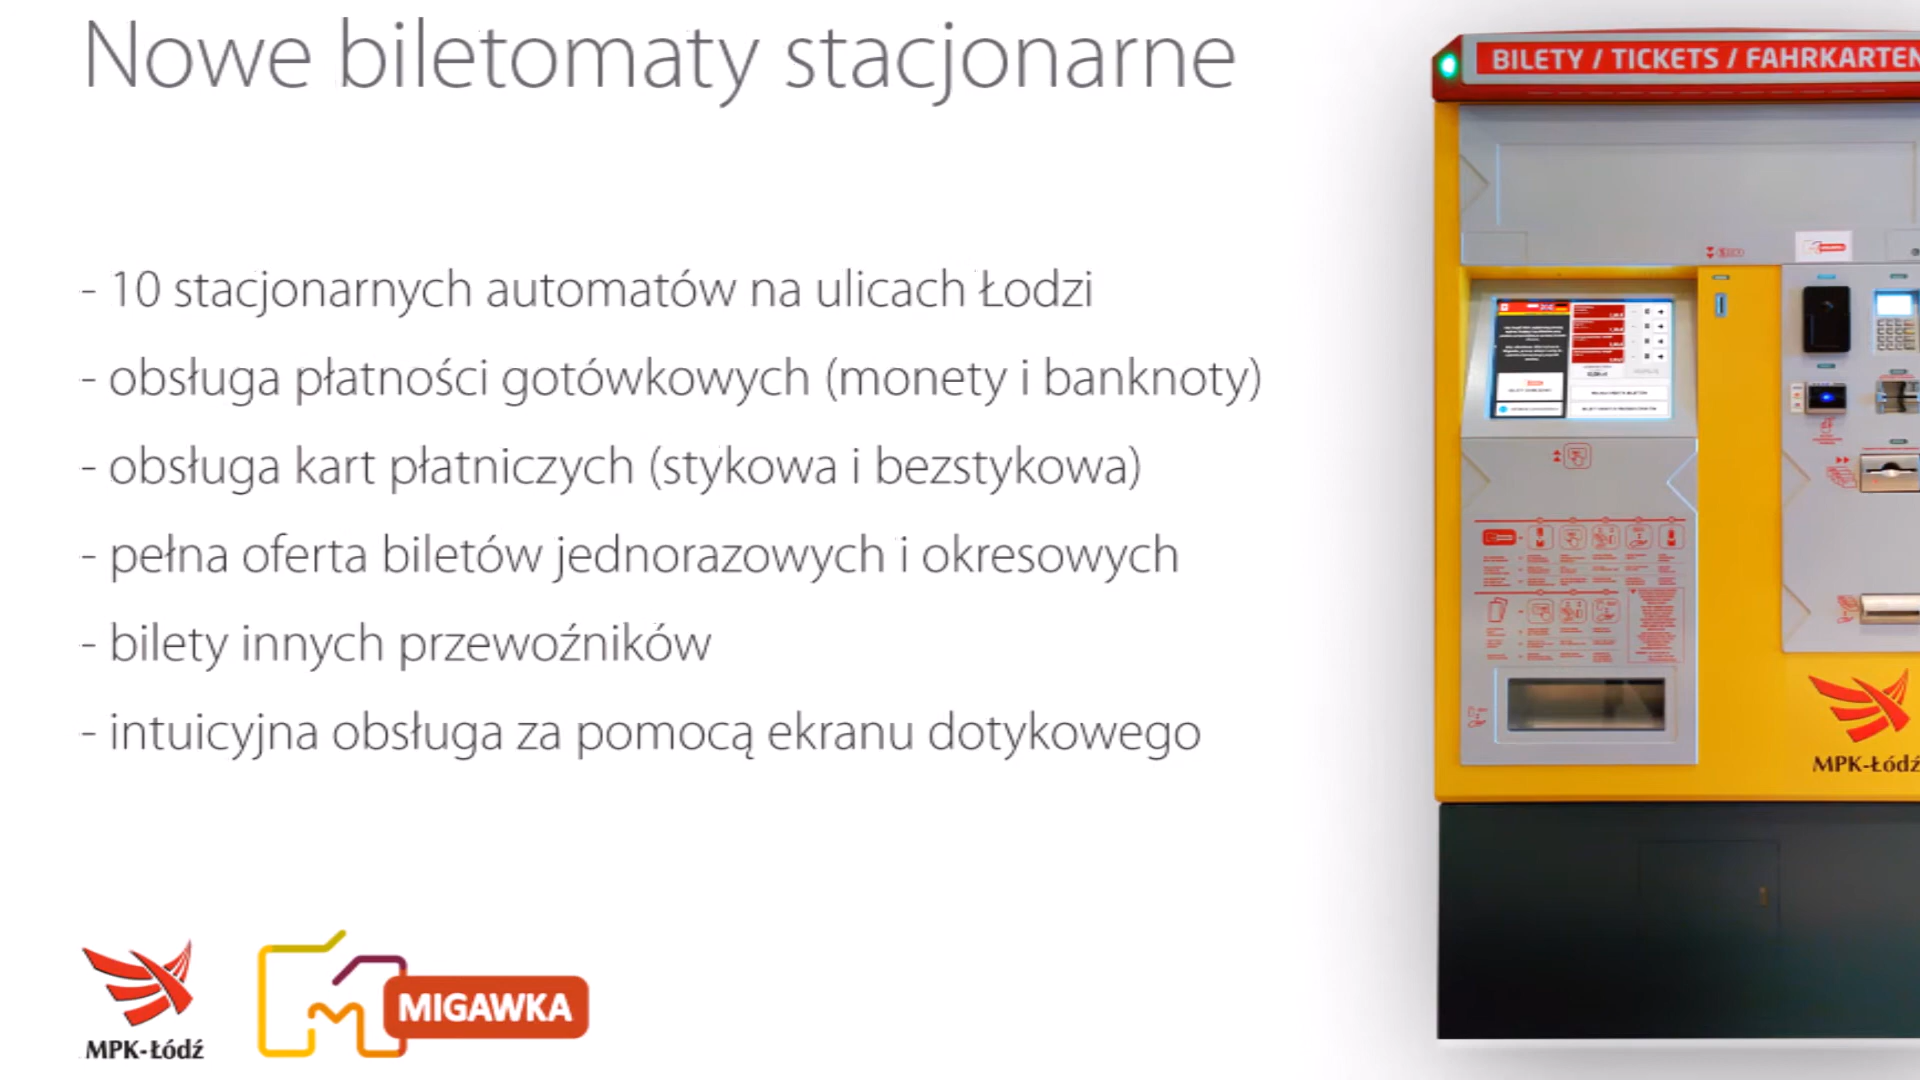 Nowe biletomaty stacjonarne
- 10 stacjonarnych automatów na ulicach Łodzi
- obsługa płatności gotówkowych (monety i banknoty)
- obsługa kart płatniczych (stykowa i bezstykowa)
- pełna oferta biletów jednorazowych i okresowych
- bilety innych przewoźników
- intuicyjna obsługa za pomocą ekranu dotykowego
MPK-Łódź
MIGAWKA
BILETY / TICKETS / FAHRKARTEN
MPK-Łódź